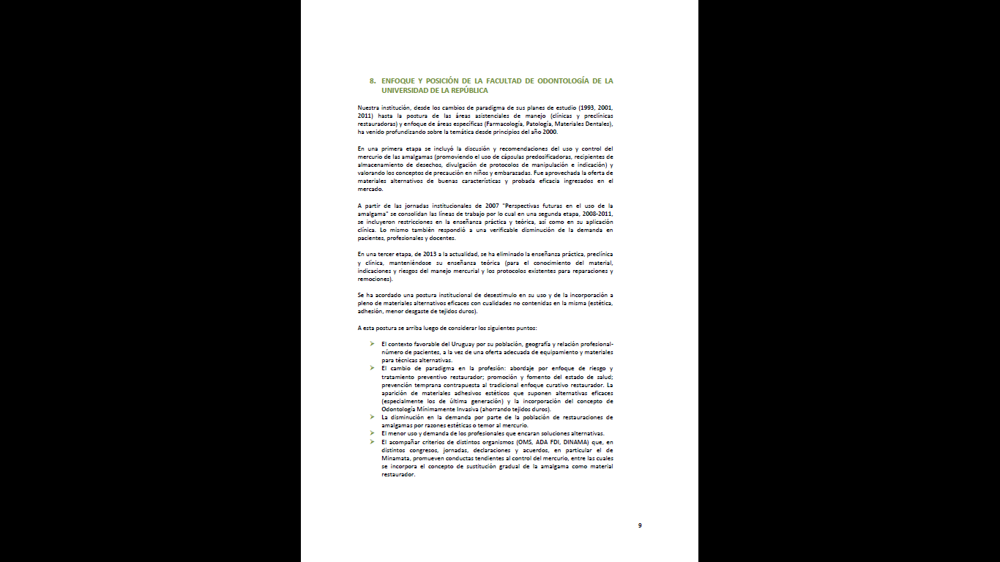 8. ENFOQUE Y POSICIÓN DE LA FACULTAD DE ODONTOLOGÍA DE LA
UNIVERSIDAD DE LA REPÚBLICA
Nuestra institución, desde los cambios de paradigma de sus planes de estudio (1993, 2001,
2011) hasta la postura de las áreas asistenciales de manejo (clínicas y preclínicas
restauradoras) y enfoque de áreas específicas (Farmacología, Patología, Materiales Dentales),
ha venido profundizando sobre la temática desde principios del año 2000.
En una primera etapa se incluyó la discusión y recomendaciones del uso y control del
mercurio de las amalgamas (promoviendo el uso de cápsulas predosificadoras, recipientes de
almacenamiento de desechos, divulgación de protocolos de manipulación e indicación) y
valorando los conceptos de precaución en niños y embarazadas. Fue aprovechada la oferta de
materiales alternativos de buenas características y probada eficacia ingresados en el
mercado.
A partir de las jornadas institucionales de 2007 "Perspectivas futuras en el uso de la
amalgama" se consolidan las líneas de trabajo por lo cual en una segunda etapa, 2008-2011,
se incluyeron restricciones en la enseñanza práctica y teórica, así como en su aplicación
clínica. Lo mismo también respondió a una verificable disminución de la demanda en
pacientes, profesionales y docentes.
En una tercer etapa, de 2013 a la actualidad, se ha eliminado la enseñanza práctica, preclínica
y clínica, manteniéndose su enseñanza teórica (para el conocimiento del material,
indicaciones y riesgos del manejo mercurial y los protocolos existentes para reparaciones y
remociones).
Se ha acordado una postura institucional de desestimulo en su uso y de la incorporación a
pleno de materiales alternativos eficaces con cualidades no contenidas en la misma (estética,
adhesión, menor desgaste de tejidos duros).
A esta postura se arriba luego de considerar los siguientes puntos:
➢ El contexto favorable del Uruguay por su población, geografía y relación profesional-
número de pacientes, a la vez de una oferta adecuada de equipamiento y materiales
para técnicas alternativas.
➢ El cambio de paradigma en la profesión: abordaje por enfoque de riesgo y
tratamiento preventivo restaurador; promoción y fomento del estado de salud;
prevención temprana contrapuesta al tradicional enfoque curativo restaurador. La
aparición de materiales adhesivos estéticos que suponen alternativas eficaces
(especialmente los de última generación) y la incorporación del concepto de
Odontología Mínimamente Invasiva (ahorrando tejidos duros).
➢ La disminución en la demanda por parte de la población de restauraciones de
amalgamas por razones estéticas o temor al mercurio.
➢ El menor uso y demanda de los profesionales que encaran soluciones alternativas.
➢ El acompañar criterios de distintos organismos (OMS, ADA FDI, DINAMA) que, en
distintos congresos, jornadas, declaraciones y acuerdos, en particular el de
Minamata, promueven conductas tendientes al control del mercurio, entre las cuales
se incorpora el concepto de sustitución gradual de la amalgama como material
restaurador.
9